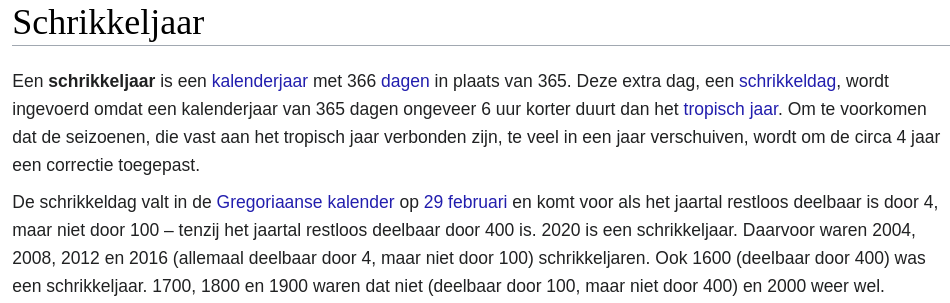 Schrikkeljaar
Een schrikkeljaar is een kalenderjaar met 366 dagen in plaats van 365. Deze extra dag, een schrikkeldag, wordt
ingevoerd omdat een kalenderjaar van 365 dagen ongeveer 6 uur korter duurt dan het tropisch jaar. Om te voorkomen
dat de seizoenen, die vast aan het tropisch jaar verbonden zijn, te veel in een jaar verschuiven, wordt om de circa 4 jaar
een correctie toegepast.
De schrikkeldag valt in de Gregoriaanse kalender op 29 februari en komt voor als het jaartal restloos deelbaar is door 4,
maar niet door 100 – tenzij het jaartal restloos deelbaar door 400 is. 2020 is een schrikkeljaar. Daarvoor waren 2004,
2008, 2012 en 2016 (allemaal deelbaar door 4, maar niet door 100) schrikkeljaren. Ook 1600 (deelbaar door 400) was
een schrikkeljaar. 1700, 1800 en 1900 waren dat niet (deelbaar door 100, maar niet door 400) en 2000 weer wel.